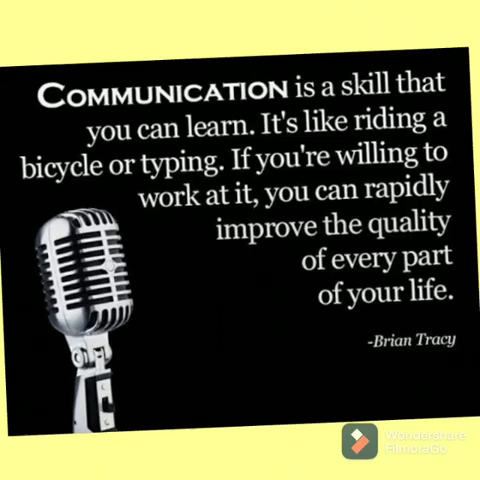 COMMUNICATION is a skill that
you can learn. It's like riding a
bicycle or typing. If you're willing to
work at it, you can rapidly
improve the quality
of every part
of your life.
-Brian Tracy
Wondershare
FilmoraGo